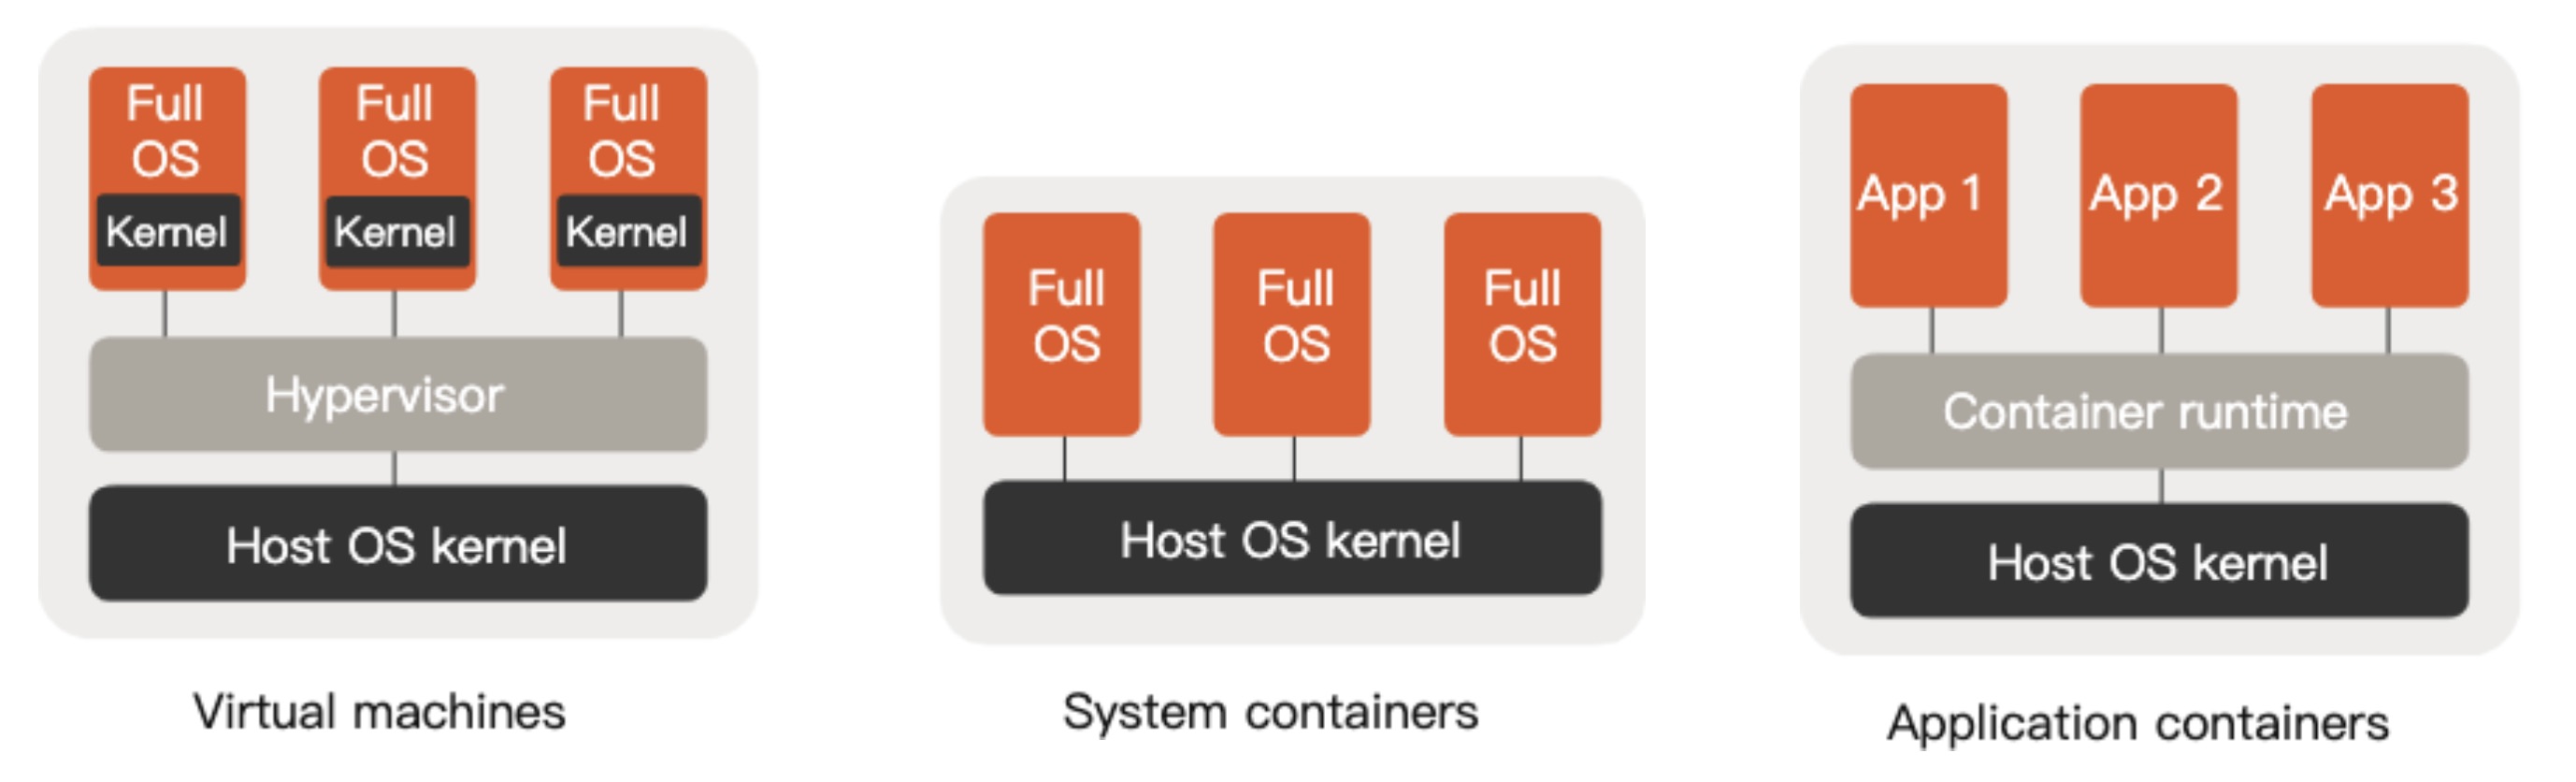 Full
OS
Kernel
Full
OS
Kernel
Full
OS
Kernel
Hypervisor
Host OS kernel
Virtual machines
Full
OS
Full
OS
Full
OS
Host OS kernel
System containers
App 1
App 2
App 3
Container runtime
Host OS kernel
Application containers